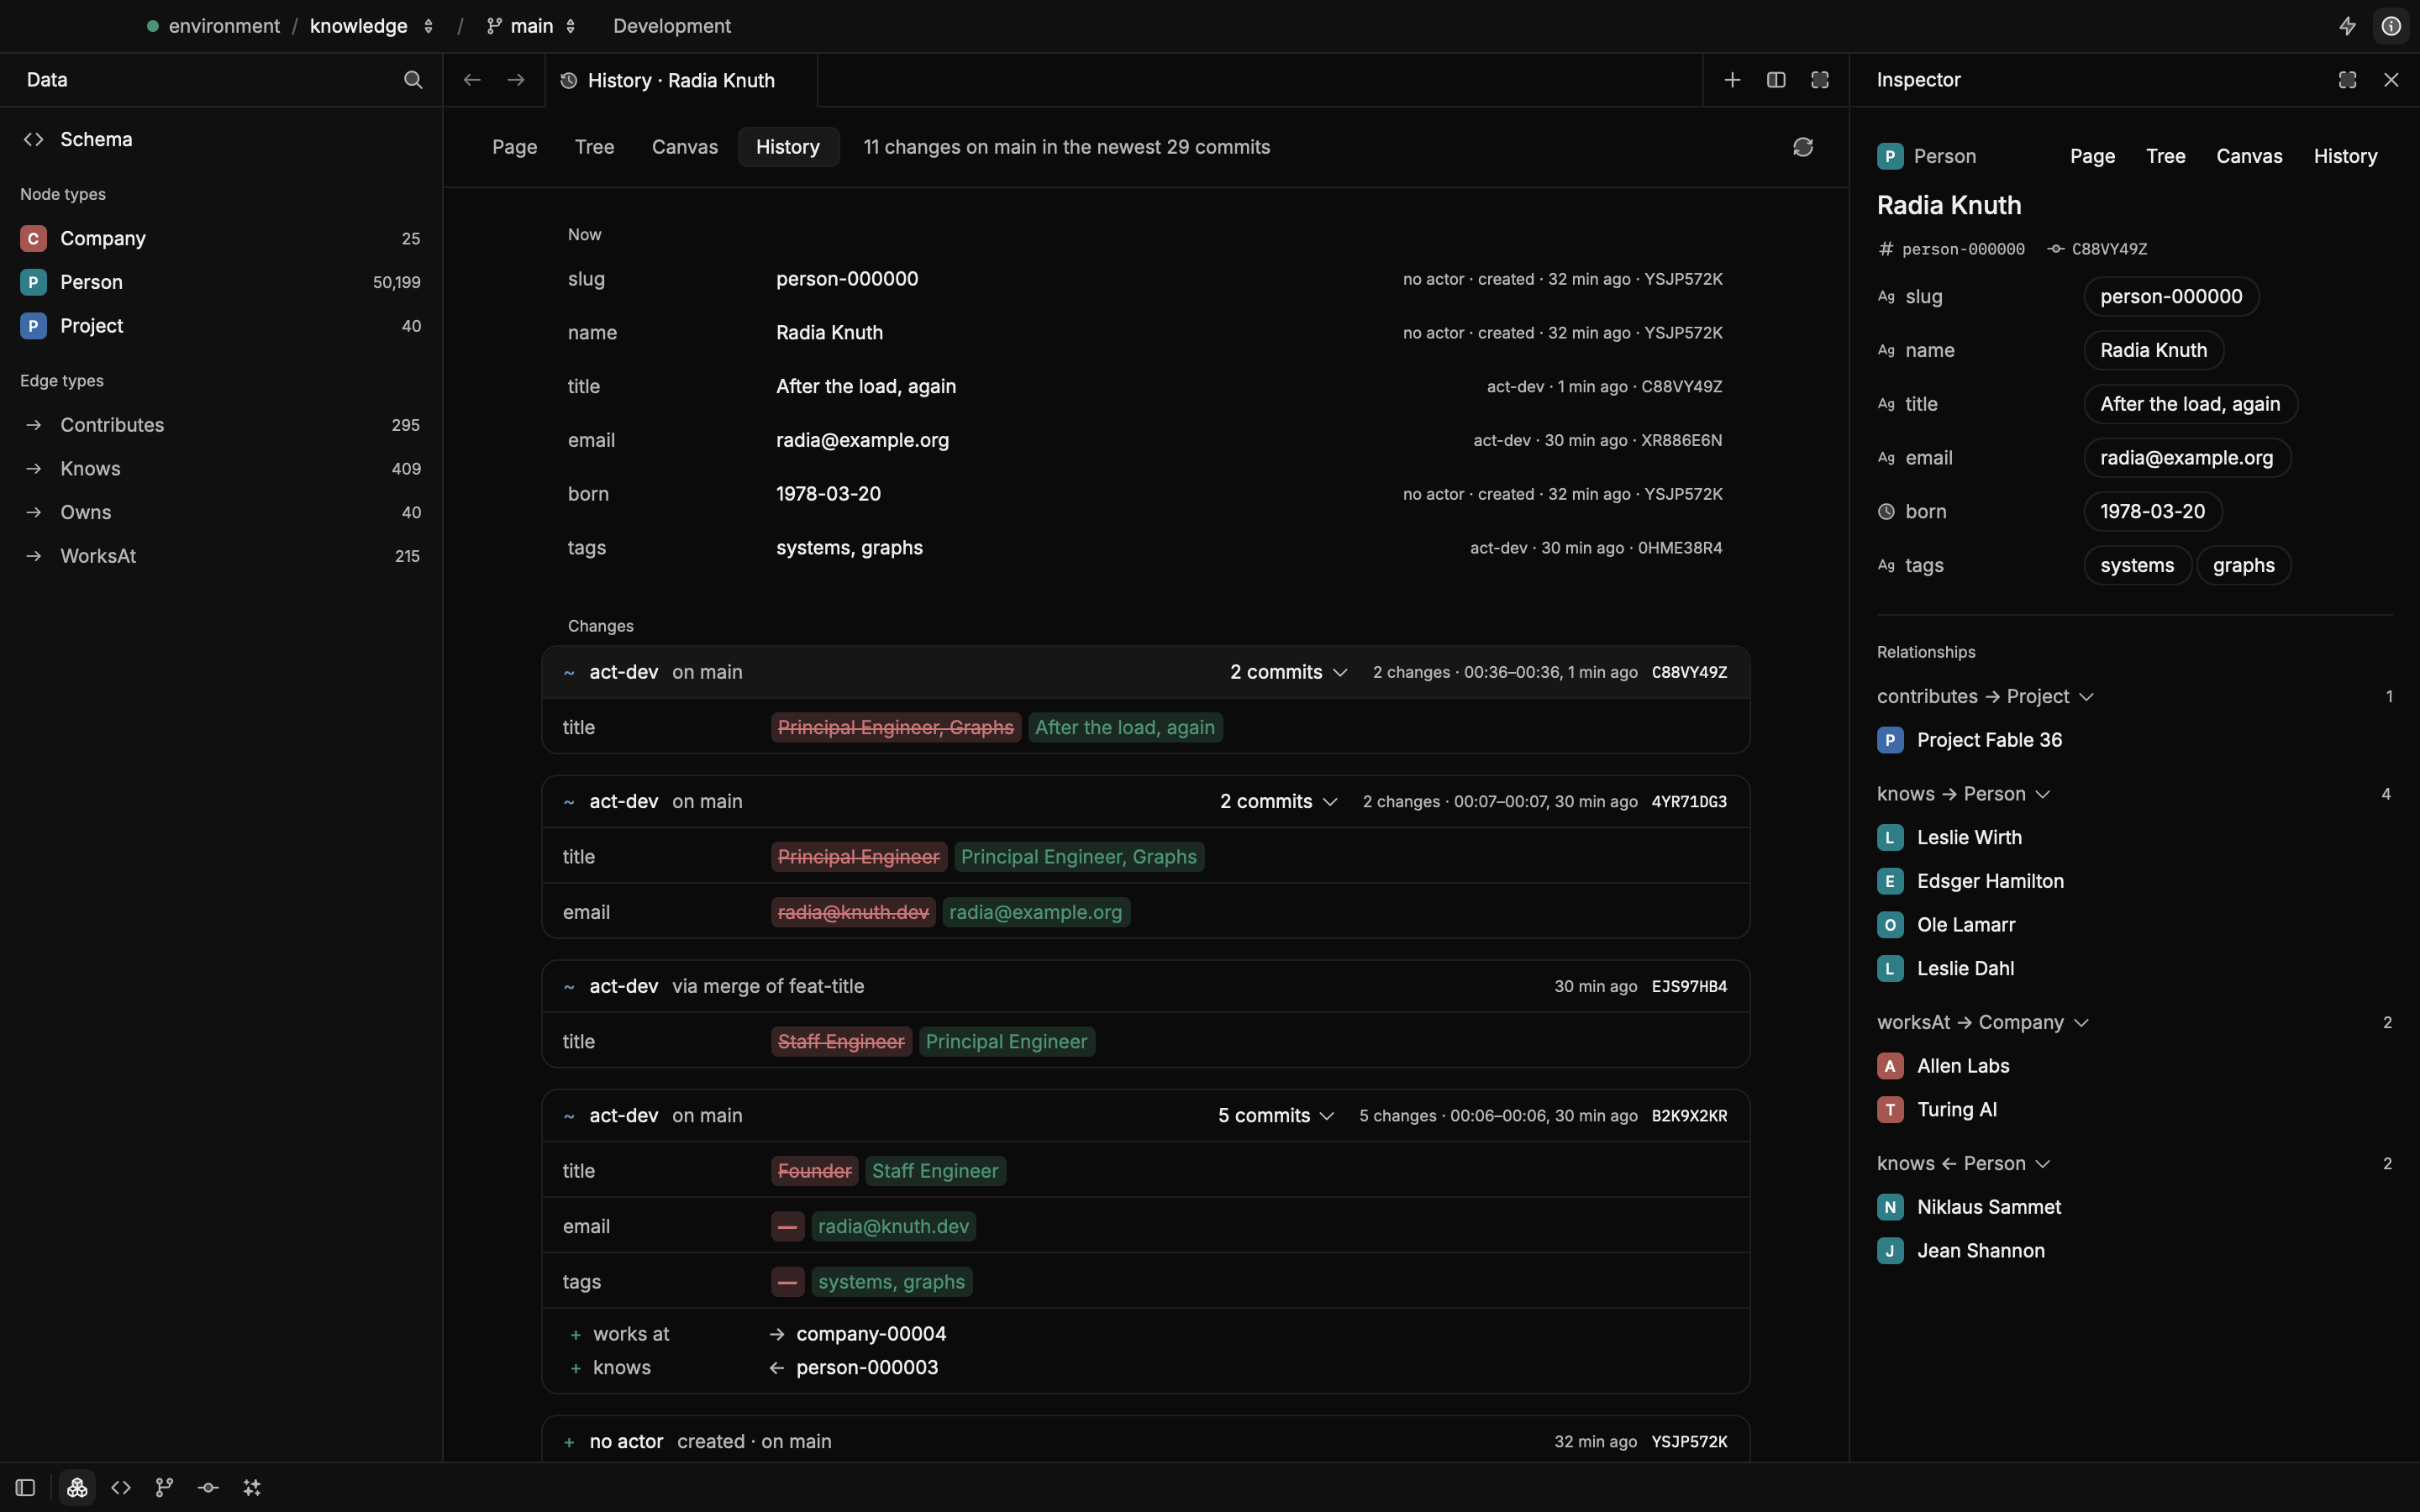 environment / knowledge / main Development
Data
Schema
Node types
C Company 25
P Person 50,199
P Project 40
Edge types
Contributes 295
Knows 409
Owns 40
WorksAt 215
History · Radia Knuth
Page Tree Canvas History 11 changes on main in the newest 29 commits
Now
slug person-000000 no actor · created · 32 min ago · YSJP572K
name Radia Knuth no actor · created · 32 min ago · YSJP572K
title After the load, again act-dev · 1 min ago · C88VY49Z
email radia@example.org act-dev · 30 min ago · XR886E6N
born 1978-03-20 no actor · created · 32 min ago · YSJP572K
tags systems, graphs act-dev · 30 min ago · 0HME38R4
Changes
~ act-dev on main 2 commits 2 changes · 00:36–00:36, 1 min ago C88VY49Z
title Principal Engineer, Graphs After the load, again
~ act-dev on main 2 commits 2 changes · 00:07–00:07, 30 min ago 4YR71DG3
title Principal Engineer Principal Engineer, Graphs
email radia@knuth.dev radia@example.org
~ act-dev via merge of feat-title 30 min ago EJS97HB4
title Staff Engineer Principal Engineer
~ act-dev on main 5 commits 5 changes · 00:06–00:06, 30 min ago B2K9X2KR
title Founder Staff Engineer
email — radia@knuth.dev
tags — systems, graphs
+ works at → company-00004
+ knows ← person-000003
+ no actor created · on main 32 min ago YSJP572K
Inspector
P Person Page Tree Canvas History
Radia Knuth
# person-000000 C88VY49Z
Ag slug person-000000
Ag name Radia Knuth
Ag title After the load, again
Ag email radia@example.org
born 1978-03-20
Ag tags systems graphs
Relationships
contributes → Project 1
P Project Fable 36
knows → Person 4
L Leslie Wirth
E Edsger Hamilton
O Ole Lamarr
L Leslie Dahl
worksAt → Company 2
A Allen Labs
T Turing AI
knows ← Person 2
N Niklaus Sammet
J Jean Shannon